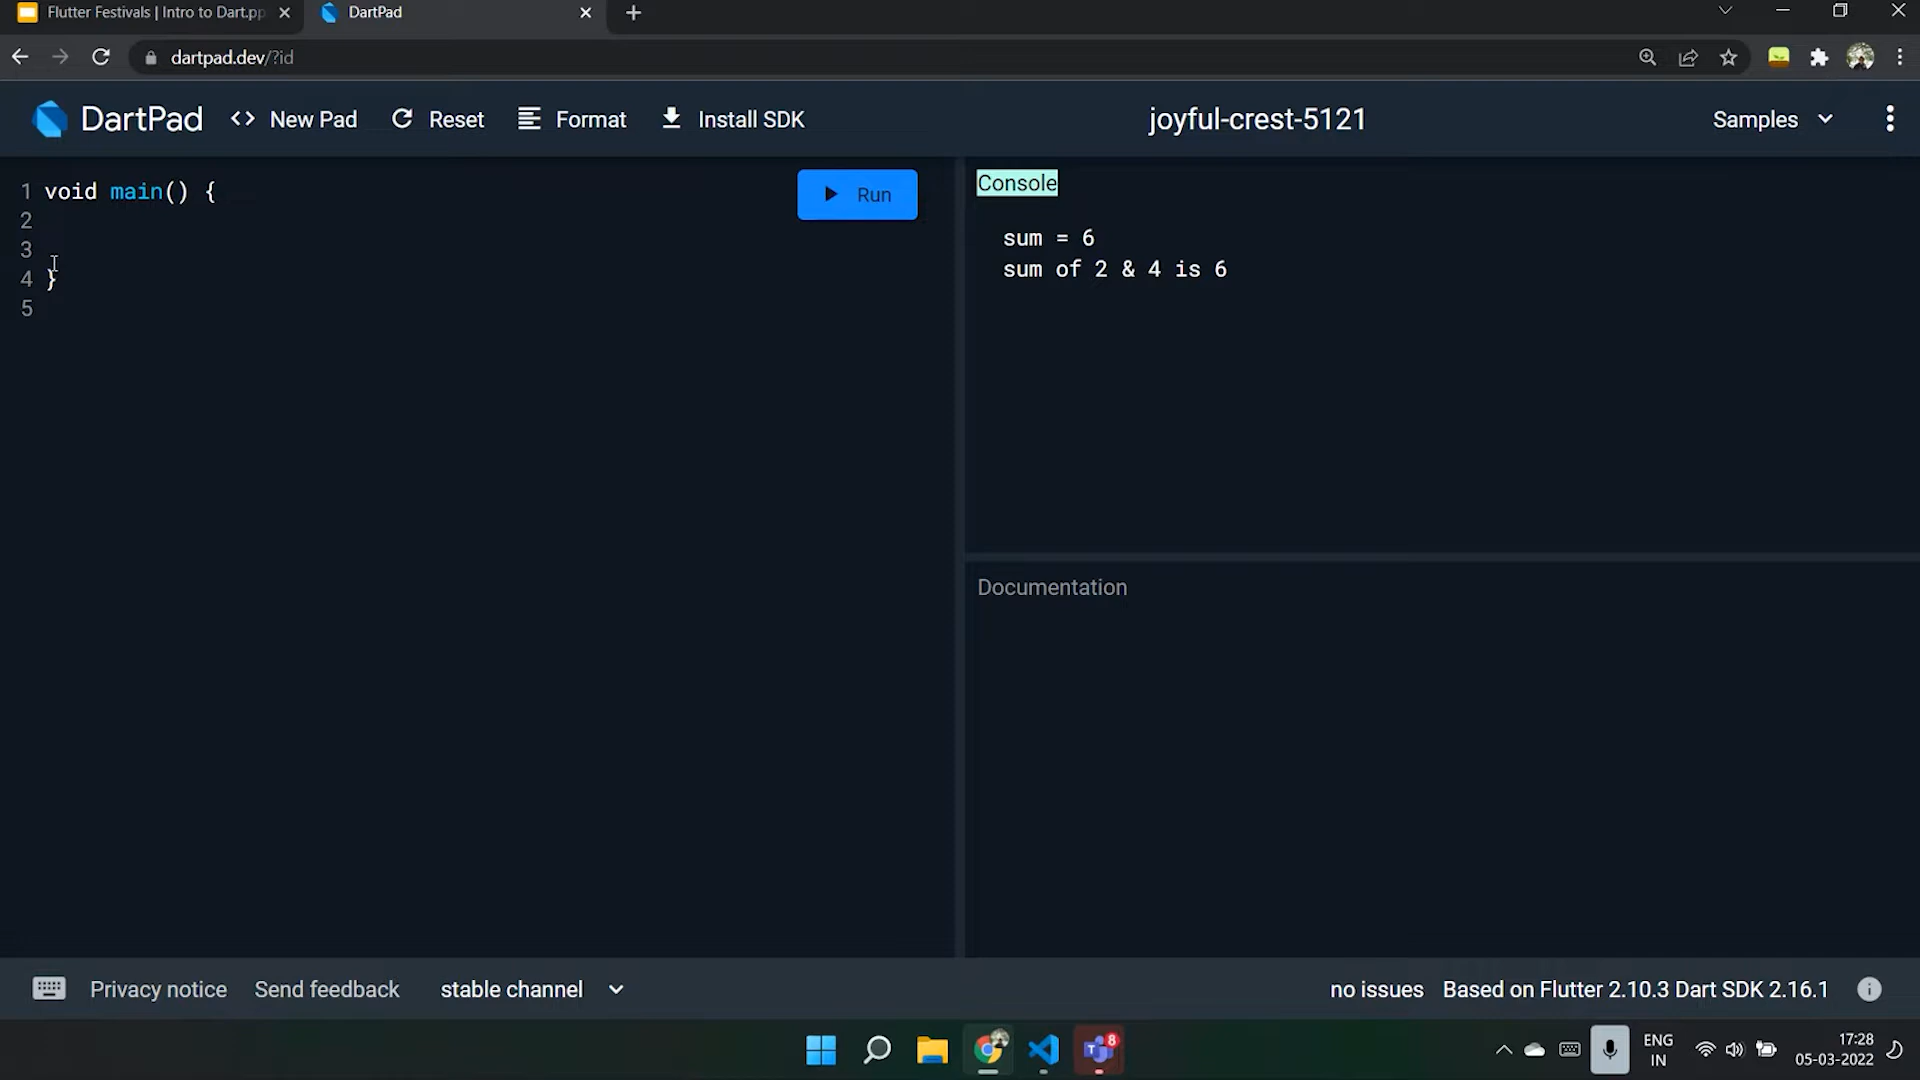 Flutter Festivals | Intro to Dart.pp
DartPad
dartpad.dev/?id
DartPad
<> New Pad
Reset
Format
Install SDK
joyful-crest-5121
Samples
1 void main() {
2
3
4 }
5
Run
Console
sum = 6
sum of 2 & 4 is 6
Documentation
Privacy notice
Send feedback
stable channel
no issues
Based on Flutter 2.10.3 Dart SDK 2.16.1
8
ENG
IN
17:28
05-03-2022